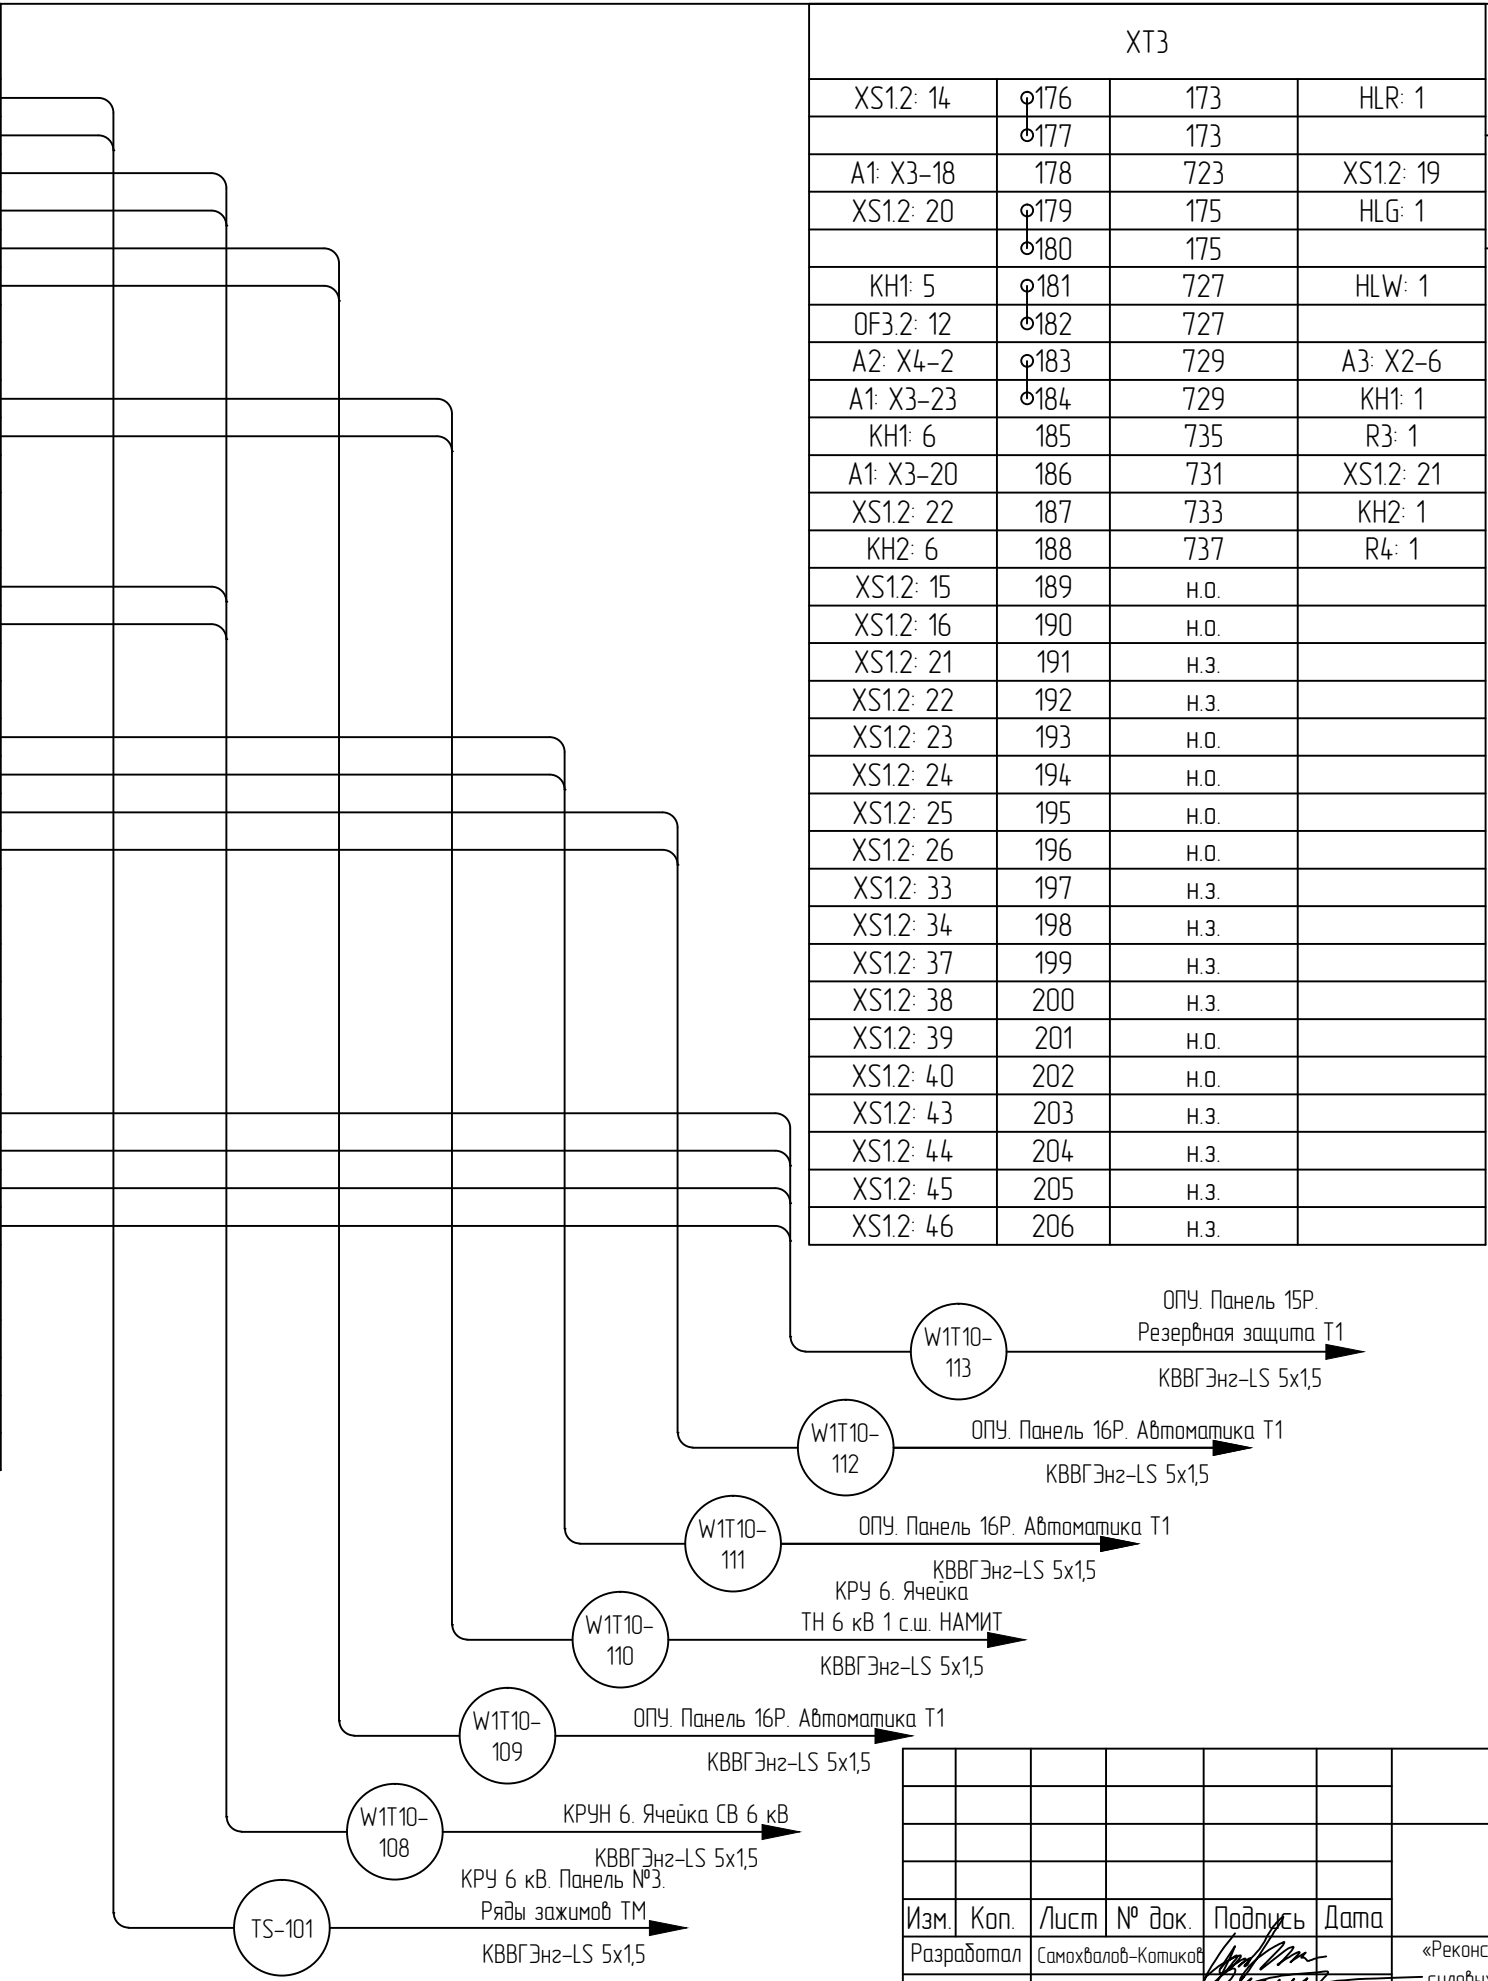 XT3
XS1.2: 14 176 173 HLR: 1
177 173
A1: X3-18 178 723 XS1.2: 19
XS1.2: 20 179 175 HLG: 1
180 175
KH1: 5 181 727 HLW: 1
OF3.2: 12 182 727
A2: X4-2 183 729 A3: X2-6
A1: X3-23 184 729 KH1: 1
KH1: 6 185 735 R3: 1
A1: X3-20 186 731 XS1.2: 21
XS1.2: 22 187 733 KH2: 1
KH2: 6 188 737 R4: 1
XS1.2: 15 189 н.о.
XS1.2: 16 190 н.о.
XS1.2: 21 191 н.з.
XS1.2: 22 192 н.з.
XS1.2: 23 193 н.о.
XS1.2: 24 194 н.о.
XS1.2: 25 195 н.о.
XS1.2: 26 196 н.о.
XS1.2: 33 197 н.з.
XS1.2: 34 198 н.з.
XS1.2: 37 199 н.з.
XS1.2: 38 200 н.з.
XS1.2: 39 201 н.о.
XS1.2: 40 202 н.о.
XS1.2: 43 203 н.з.
XS1.2: 44 204 н.з.
XS1.2: 45 205 н.з.
XS1.2: 46 206 н.з.
ОПУ. Панель 15Р.
Резервная защита Т1
W1T10-
113
КВВГЭнг-LS 5х1,5
W1T10-
112
ОПУ. Панель 16Р. Автоматика Т1
КВВГЭнг-LS 5х1,5
W1T10-
111
ОПУ. Панель 16Р. Автоматика Т1
КВВГЭнг-LS 5х1,5
КРУ 6. Ячейка
ТН 6 кВ 1 с.ш. НАМИТ
W1T10-
110
КВВГЭнг-LS 5х1,5
W1T10-
109
ОПУ. Панель 16Р. Автоматика Т1
КВВГЭнг-LS 5х1,5
W1T10-
108
КРУН 6. Ячейка СВ 6 кВ
КВВГЭнг-LS 5х1,5
КРУ 6 кВ. Панель №3.
Ряды зажимов ТМ
TS-101
КВВГЭнг-LS 5х1,5
Изм. Кол. Лист № док. Подпись Дата
Разработал Самохвалов-Котиков
«Реконс